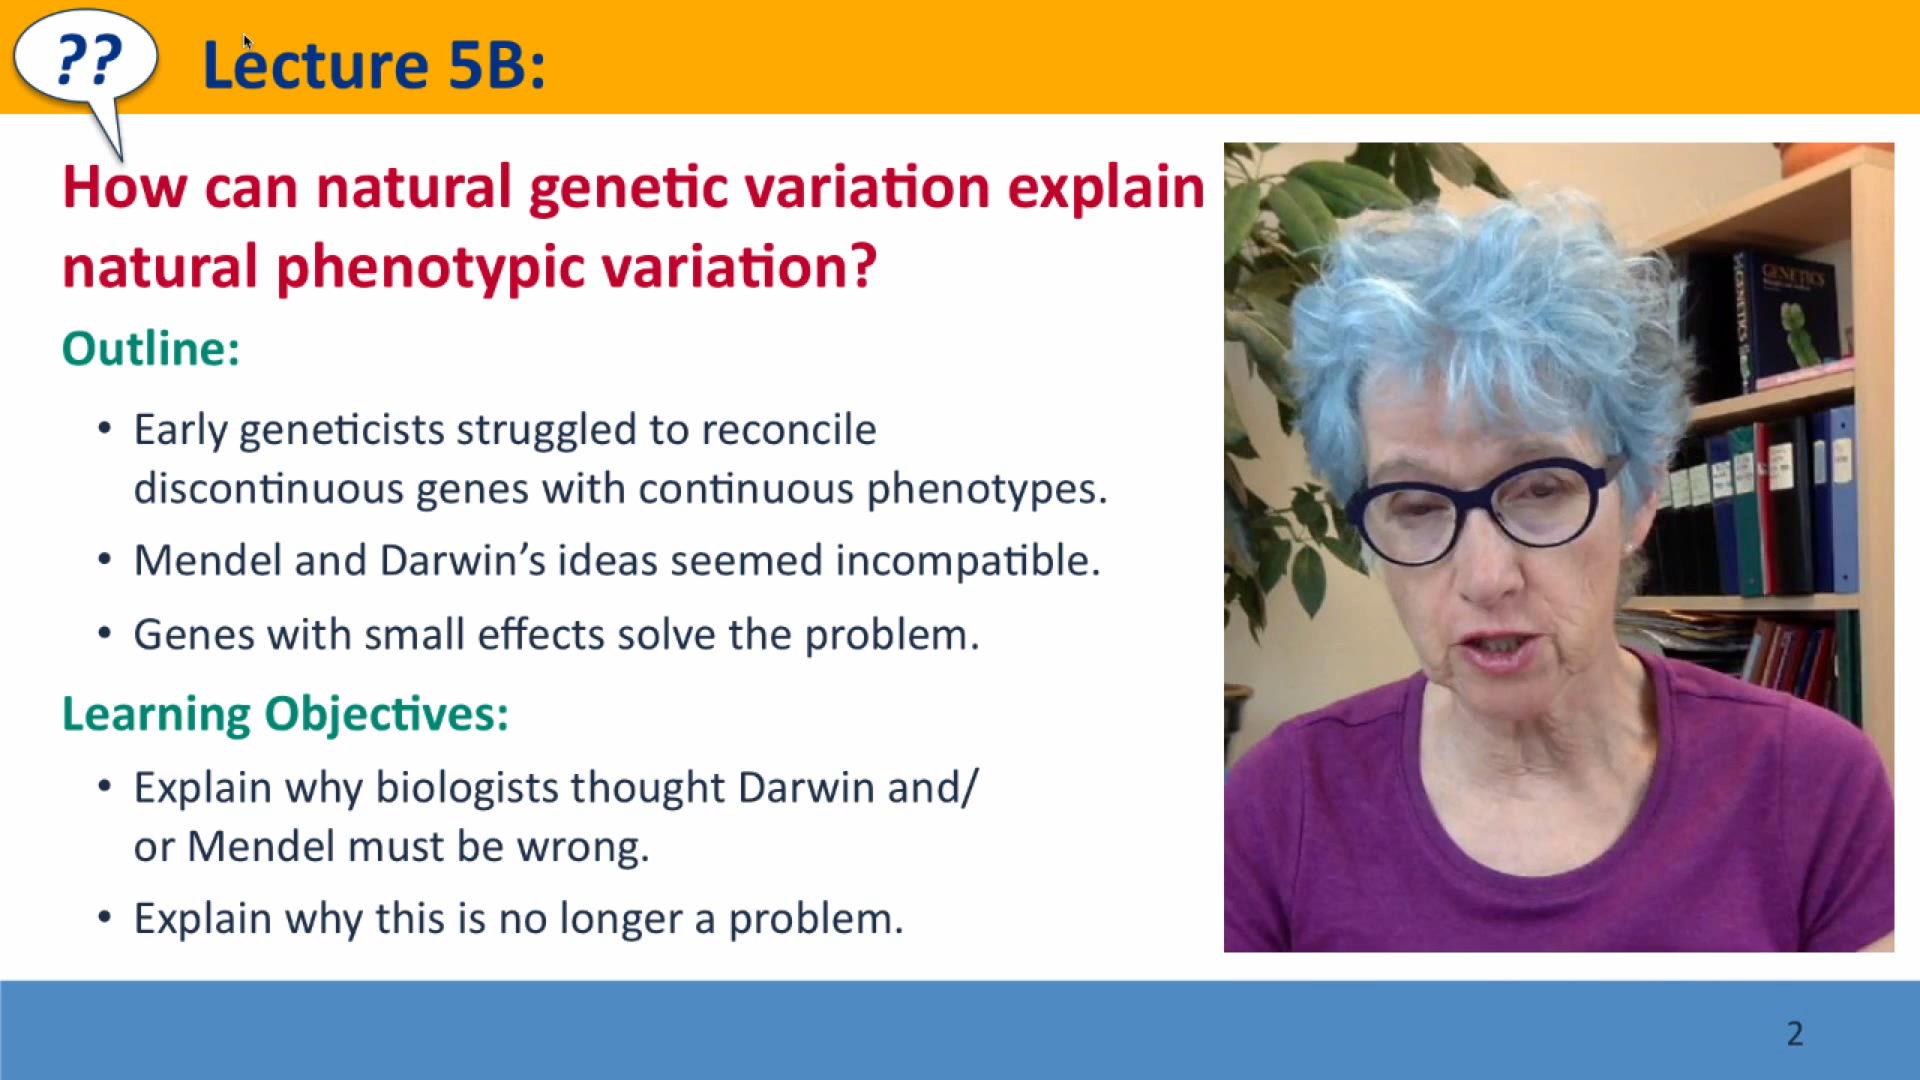 ??
Lecture 5B:
How can natural genetic variation explain
natural phenotypic variation?
Outline:
• Early geneticists struggled to reconcile
discontinuous genes with continuous phenotypes.
• Mendel and Darwin’s ideas seemed incompatible.
• Genes with small effects solve the problem.
Learning Objectives:
• Explain why biologists thought Darwin and/
or Mendel must be wrong.
• Explain why this is no longer a problem.
GENETICS
GENETICS
2